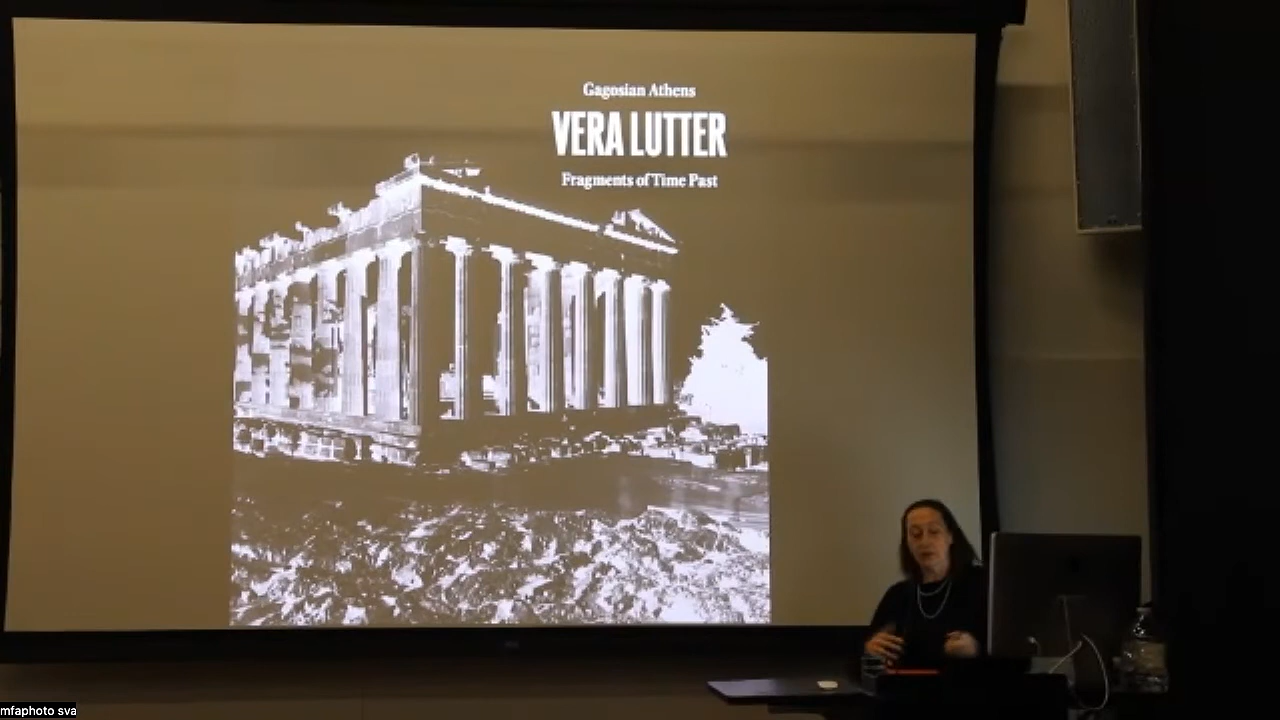 Gagosian Athens
VERA LUTTER
Fragments of Time Past
mfaphoto sva